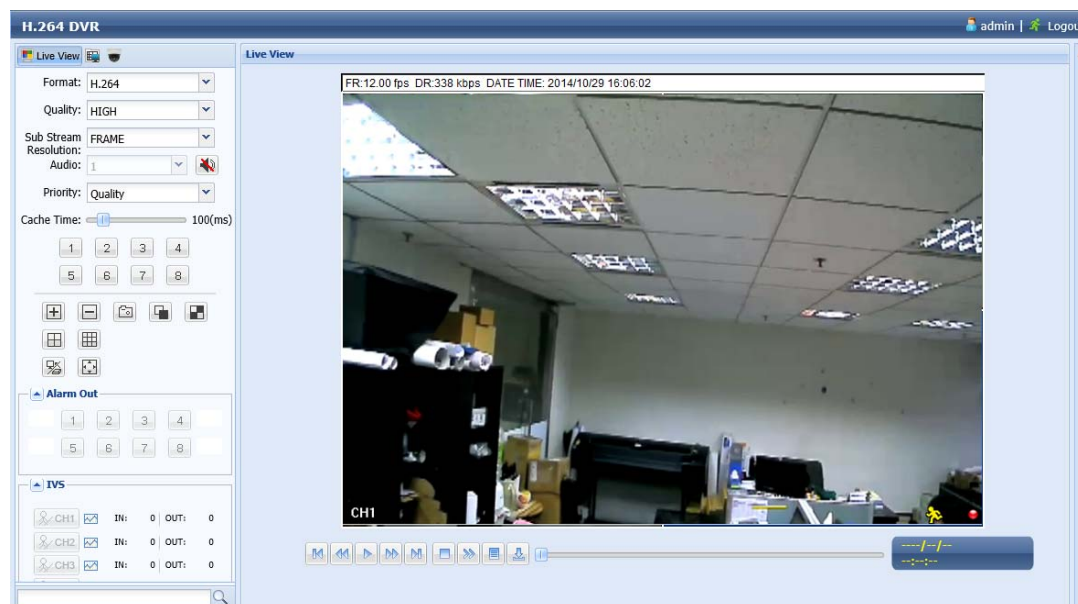 H.264 DVR
admin | Logou
Live View
Live View
Format: H.264
Quality: HIGH
Sub Stream Resolution: FRAME
Audio: 1
Priority: Quality
Cache Time: 100(ms)
1 2 3 4
5 6 7 8
Alarm Out
1 2 3 4
5 6 7 8
IVS
CH1 IN: 0 OUT: 0
CH2 IN: 0 OUT: 0
CH3 IN: 0 OUT: 0
FR:12.00 fps DR:338 kbps DATE TIME: 2014/10/29 16:06:02
CH1
----/--/--
--:--:--